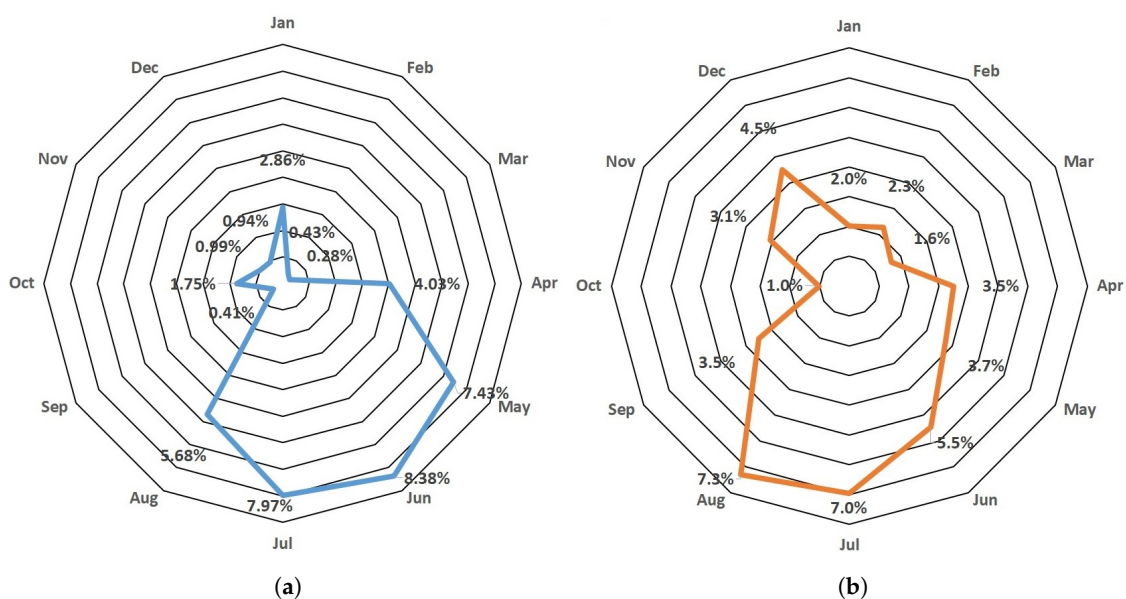 Jan
Feb
Mar
Apr
May
Jun
Jul
Aug
Sep
Oct
Nov
Dec
2.86%
0.43%
0.28%
4.03%
7.43%
8.38%
7.97%
5.68%
0.41%
1.75%
0.99%
0.94%
(a)
Jan
Feb
Mar
Apr
May
Jun
Jul
Aug
Sep
Oct
Nov
Dec
2.0%
2.3%
1.6%
3.5%
3.7%
5.5%
7.0%
7.3%
3.5%
1.0%
3.1%
4.5%
(b)